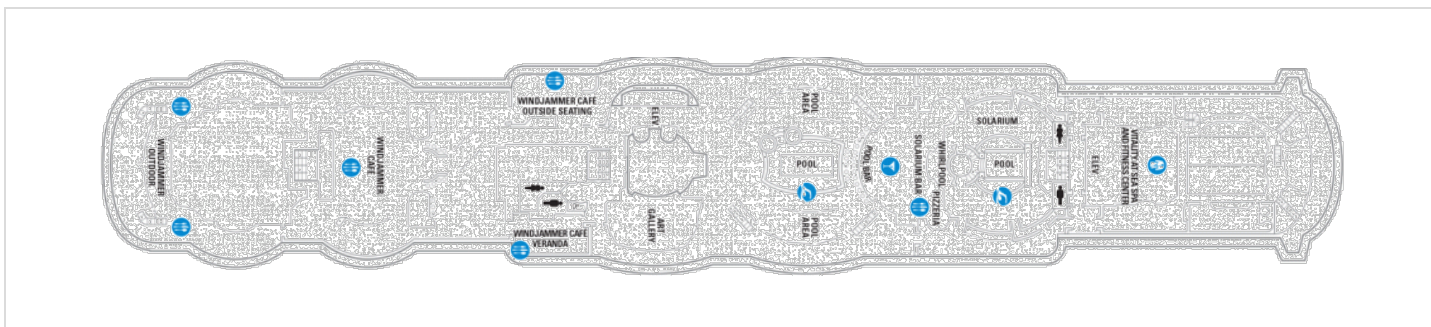 WINDJAMMER
OUTDOOR
WINDJAMMER
CAFE
WINDJAMMER CAFE
OUTSIDE SEATING
WINDJAMMER CAFE
VERANDA
ELEV
ART
GALLERY
POOL
AREA
POOL
POOL
AREA
POOL BAR
SOLARIUM BAR
WHIRLPOOL
PIZZERIA
SOLARIUM
POOL
ELEV
VITALITY AT SEA SPA
AND FITNESS CENTER